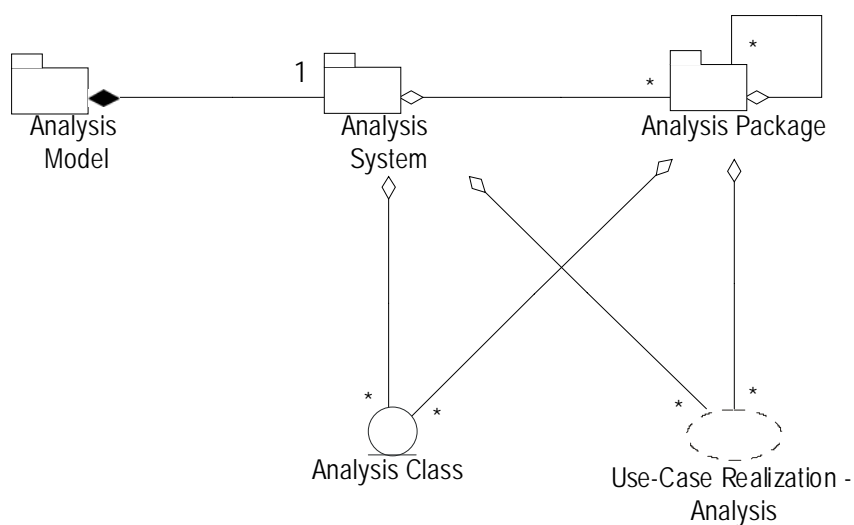 *
1
*
Analysis
Model
Analysis
System
Analysis Package
*
*
*
*
Analysis Class
Use-Case Realization -
Analysis